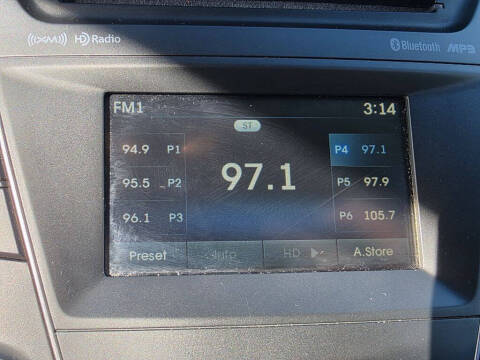 ((XM)) HD Radio
Bluetooth MP3
FM1 3:14
ST
94.9 P1
95.5 P2
96.1 P3
97.1
P4 97.1
P5 97.9
P6 105.7
Preset Info HD A.Store